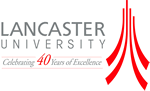 LANCASTER
UNIVERSITY
Celebrating 40 Years of Excellence